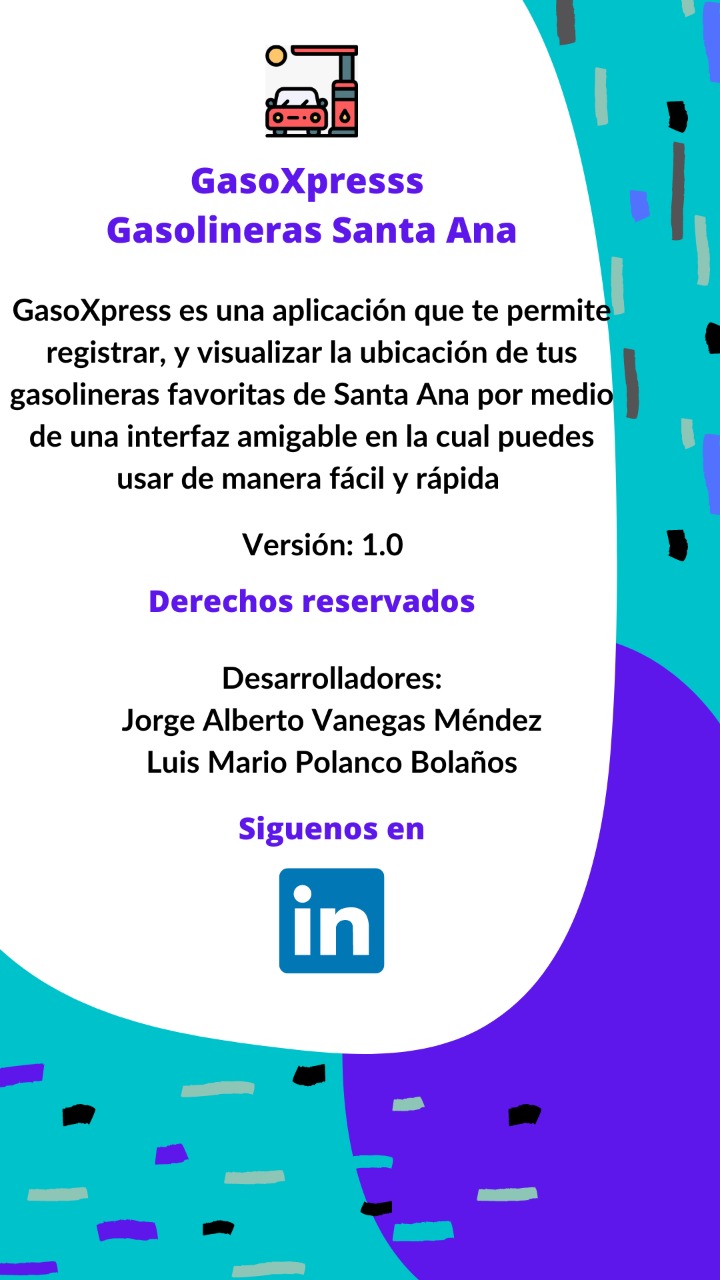 GasoXpresss
Gasolineras Santa Ana
GasoXpress es una aplicación que te permite
registrar, y visualizar la ubicación de tus
gasolineras favoritas de Santa Ana por medio
de una interfaz amigable en la cual puedes
usar de manera fácil y rápida
Versión: 1.0
Derechos reservados
Desarrolladores:
Jorge Alberto Vanegas Méndez
Luis Mario Polanco Bolaños
Siguenos en
in